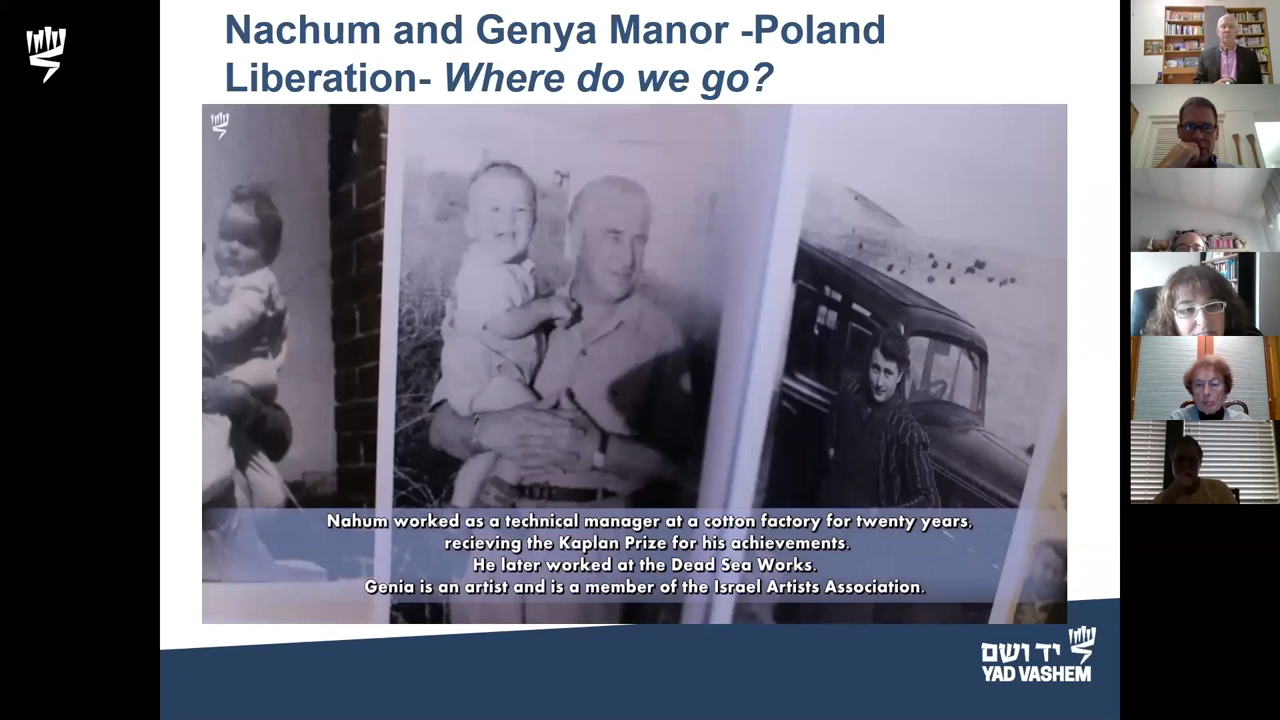 Nachum and Genya Manor -Poland
Liberation- Where do we go?
Nahum worked as a technical manager at a cotton factory for twenty years,
recieving the Kaplan Prize for his achievements.
He later worked at the Dead Sea Works.
Genia is an artist and is a member of the Israel Artists Association.
יד ושם
YAD VASHEM